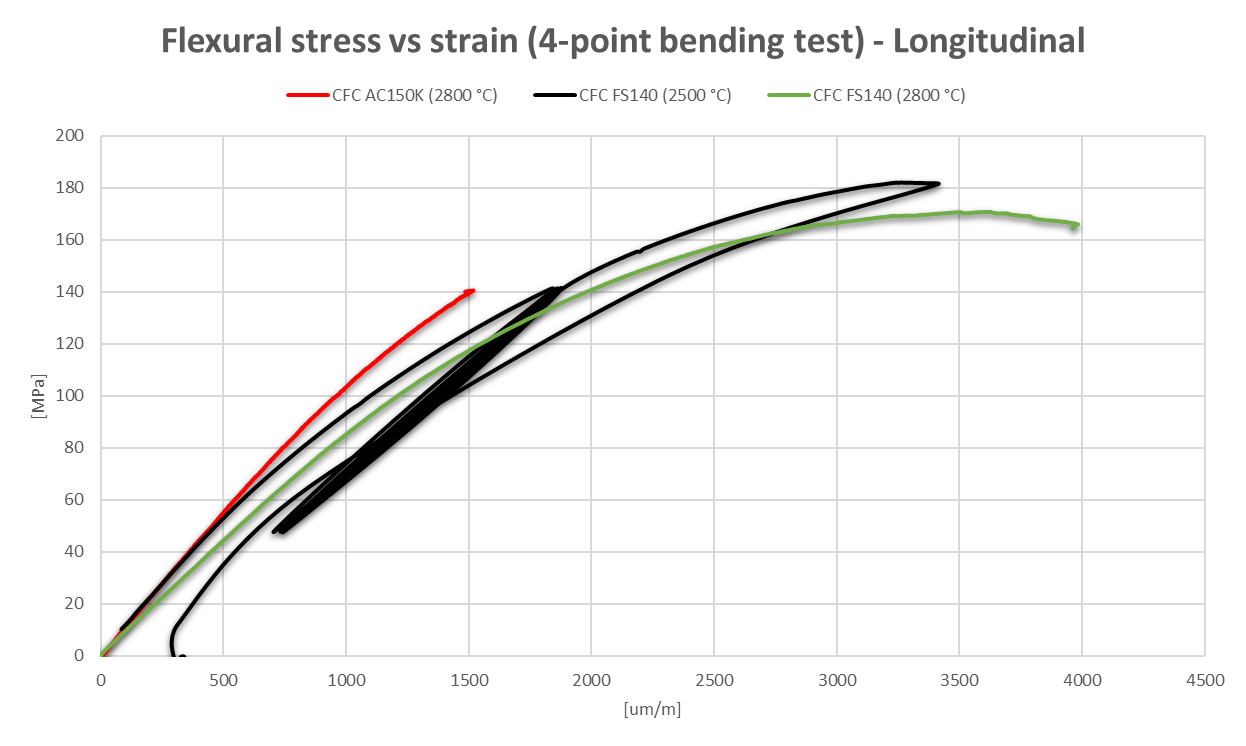 Flexural stress vs strain (4-point bending test) - Longitudinal
CFC AC150K (2800 °C) CFC FS140 (2500 °C) CFC FS140 (2800 °C)
200
180
160
140
120
100
80
60
40
20
0
[MPa]
0 500 1000 1500 2000 2500 3000 3500 4000 4500
[um/m]